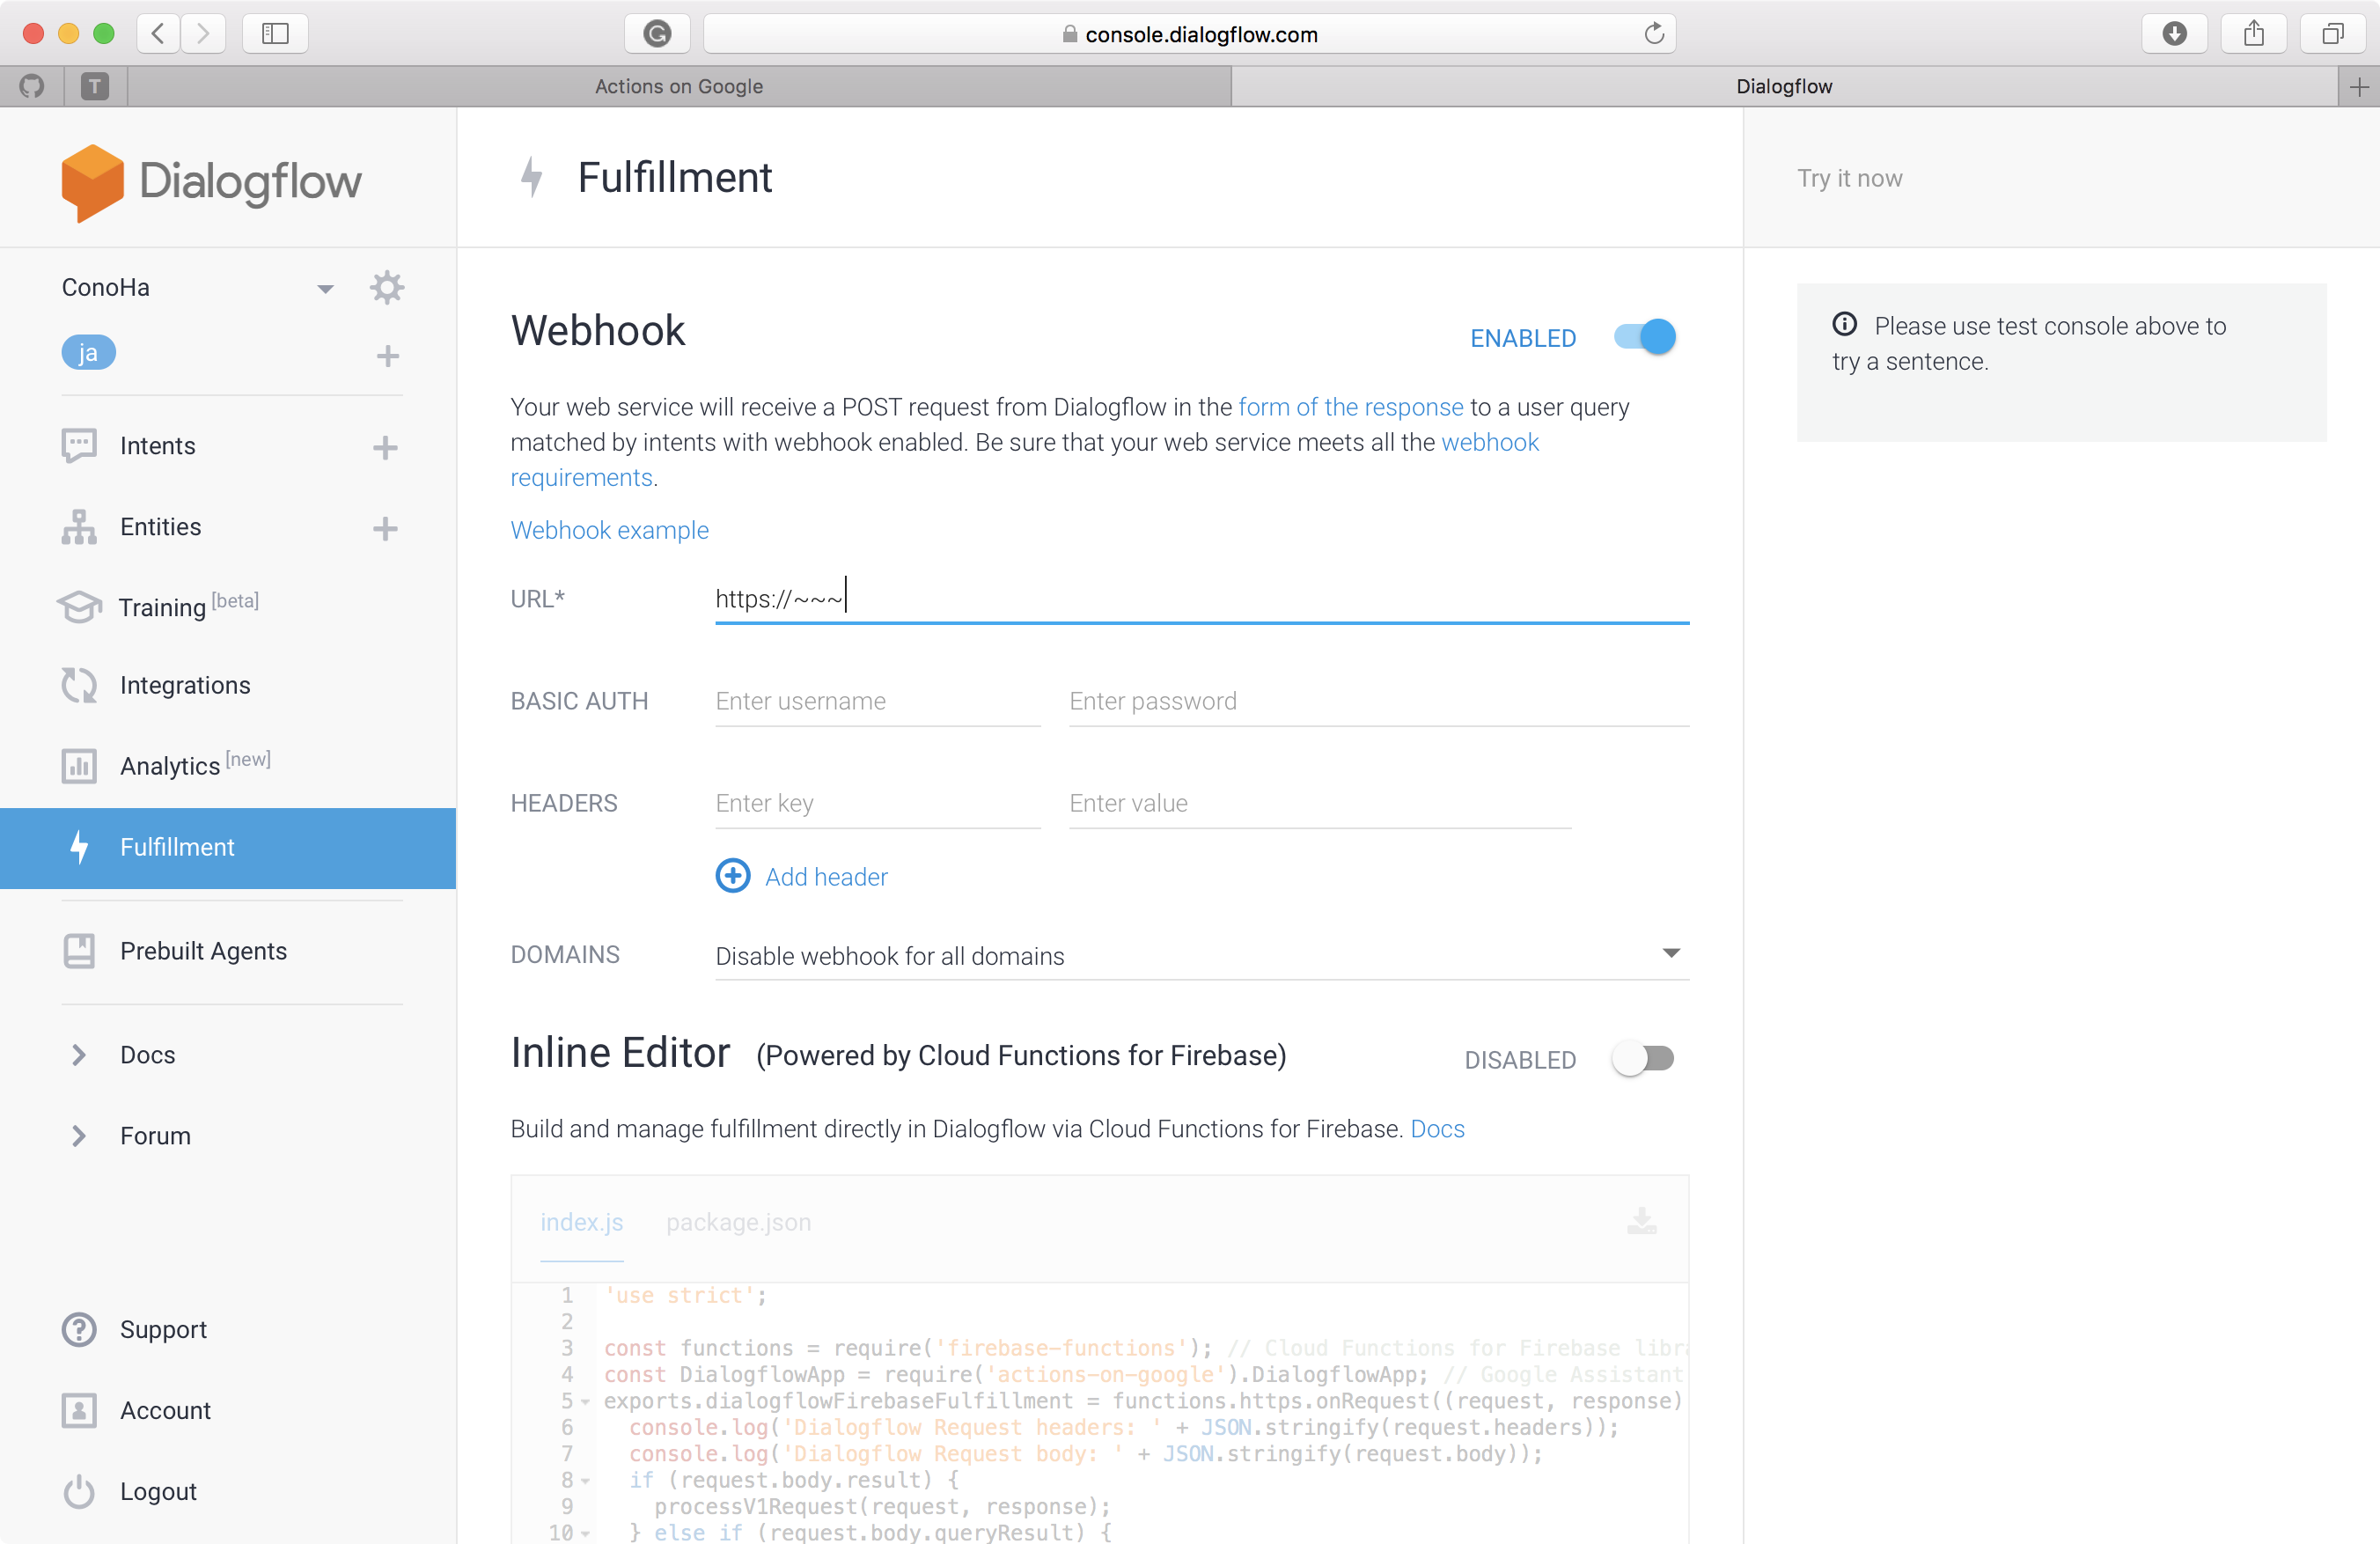 console.dialogflow.com
T
Actions on Google
Dialogflow
Dialogflow
Fulfillment
Try it now
ConoHa
ja
Intents
Entities
Training [beta]
Integrations
Analytics [new]
Fulfillment
Prebuilt Agents
Docs
Forum
Support
Account
Logout
Webhook
ENABLED
Your web service will receive a POST request from Dialogflow in the form of the response to a user query
matched by intents with webhook enabled. Be sure that your web service meets all the webhook
requirements.
Webhook example
URL*
https://~~~
BASIC AUTH
Enter username
Enter password
HEADERS
Enter key
Enter value
Add header
DOMAINS
Disable webhook for all domains
Inline Editor (Powered by Cloud Functions for Firebase)
DISABLED
Build and manage fulfillment directly in Dialogflow via Cloud Functions for Firebase. Docs
index.js
package.json
1 'use strict';
2
3 const functions = require('firebase-functions'); // Cloud Functions for Firebase libr
4 const DialogflowApp = require('actions-on-google').DialogflowApp; // Google Assistant
5 exports.dialogflowFirebaseFulfillment = functions.https.onRequest((request, response)
6 console.log('Dialogflow Request headers: ' + JSON.stringify(request.headers));
7 console.log('Dialogflow Request body: ' + JSON.stringify(request.body));
8 if (request.body.result) {
9 processV1Request(request, response);
10 } else if (request.body.queryResult) {
Please use test console above to
try a sentence.